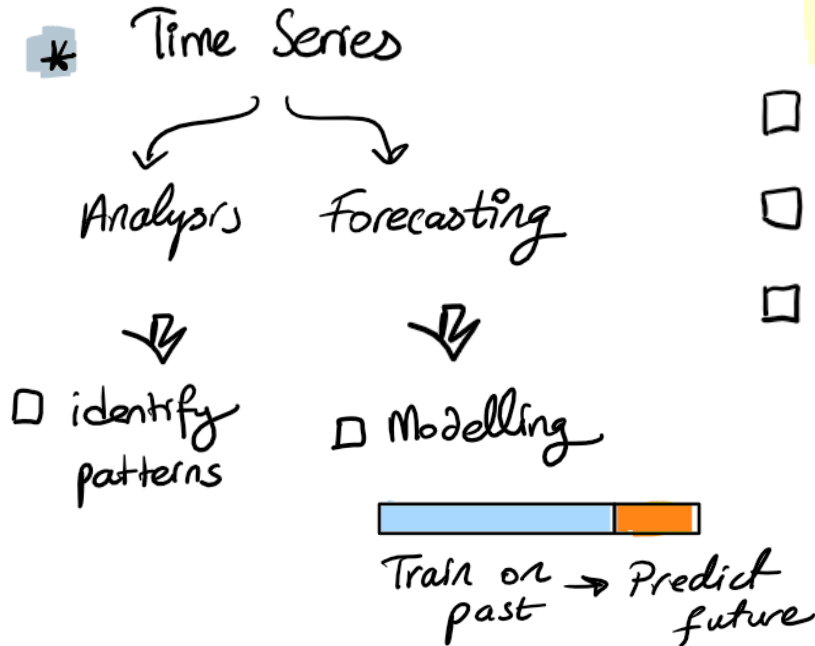 * Time Series
Analysis Forecasting
identify
patterns
Modelling
Train on → Predict
past future